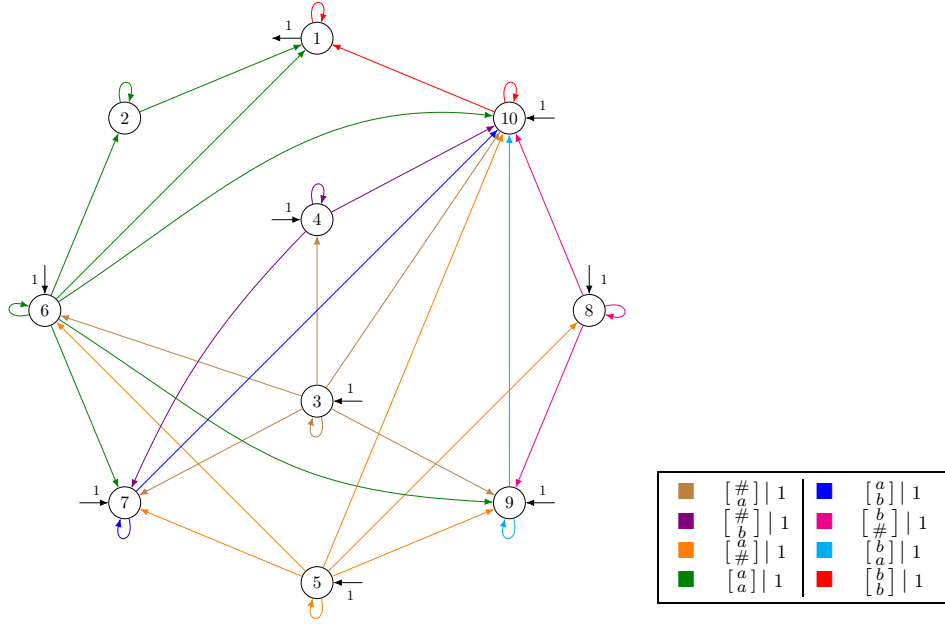 1
1
2
10
1
1
4
1
1
6
8
3
1
1
7
9
1
5
1
[# a] | 1
[a b] | 1
[# b] | 1
[b #] | 1
[a #] | 1
[b a] | 1
[a a] | 1
[b b] | 1